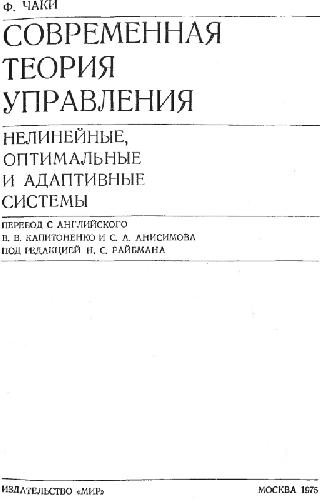 Ф. ЧАКИ
СОВРЕМЕННАЯ
ТЕОРИЯ
УПРАВЛЕНИЯ
НЕЛИНЕЙНЫЕ,
ОПТИМАЛЬНЫЕ
И АДАПТИВНЫЕ
СИСТЕМЫ
ПЕРЕВОД С АНГЛИЙСКОГО
В. В. КАПИТОНЕНКО И С. А. АНИСИМОВА
ПОД РЕДАКЦИЕЙ Н. С. РАЙБМАНА
ИЗДАТЕЛЬСТВО «МИР» МОСКВА 1975